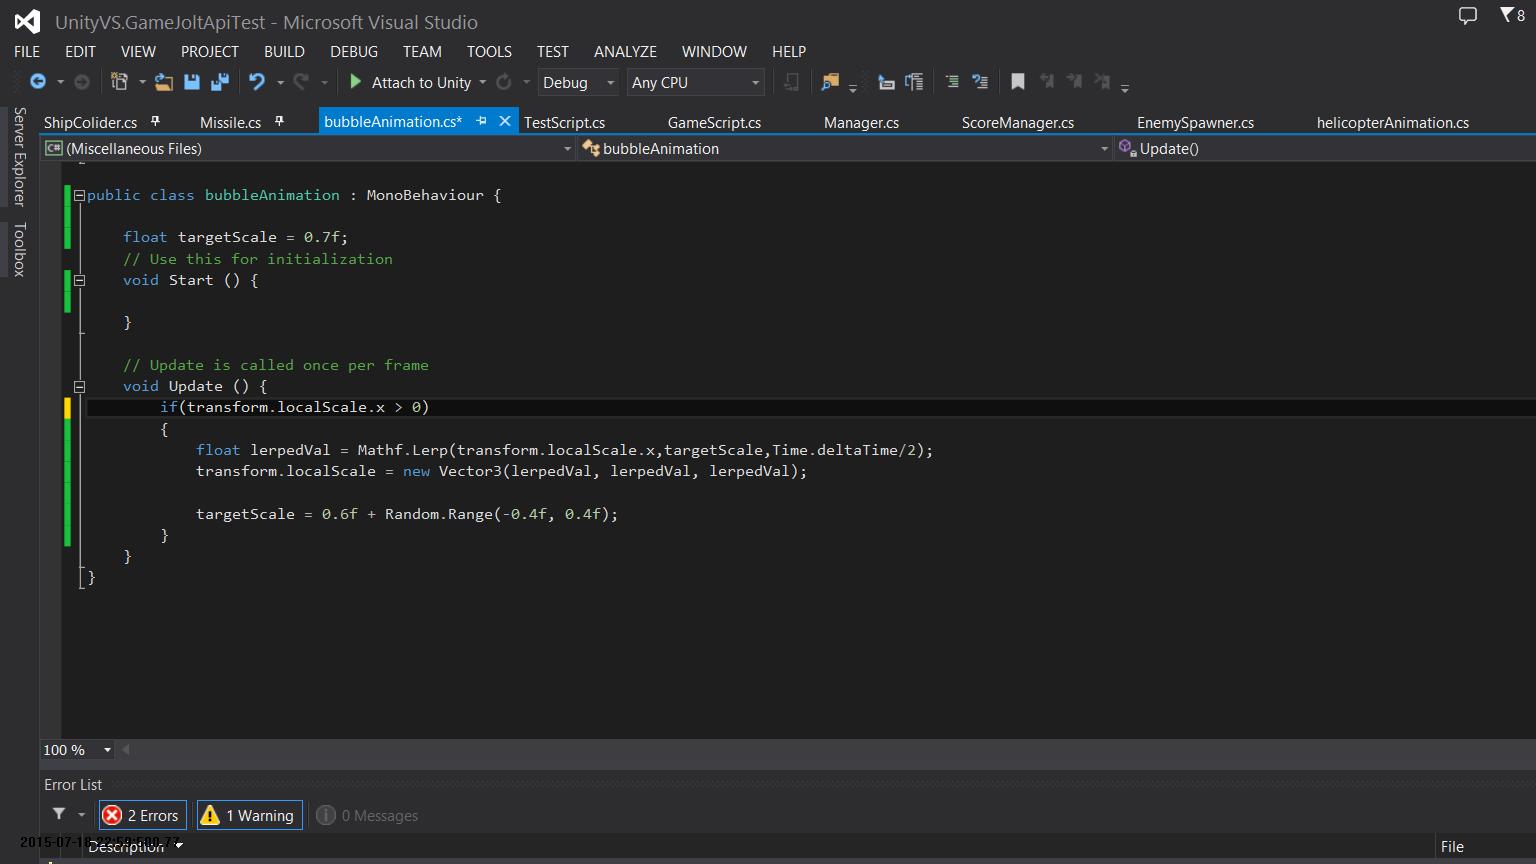 UnityVS.GameJoltApiTest - Microsoft Visual Studio
8
FILE EDIT VIEW PROJECT BUILD DEBUG TEAM TOOLS TEST ANALYZE WINDOW HELP
Attach to Unity Debug Any CPU
Server Explorer
Toolbox
ShipColider.cs Missile.cs bubbleAnimation.cs* TestScript.cs GameScript.cs Manager.cs ScoreManager.cs EnemySpawner.cs helicopterAnimation.cs
C# (Miscellaneous Files) bubbleAnimation Update()
public class bubbleAnimation : MonoBehaviour {
float targetScale = 0.7f;
// Use this for initialization
void Start () {
}
// Update is called once per frame
void Update () {
if(transform.localScale.x > 0)
{
float lerpedVal = Mathf.Lerp(transform.localScale.x,targetScale,Time.deltaTime/2);
transform.localScale = new Vector3(lerpedVal, lerpedVal, lerpedVal);
targetScale = 0.6f + Random.Range(-0.4f, 0.4f);
}
}
}
100 %
Error List
2 Errors 1 Warning 0 Messages
Description File